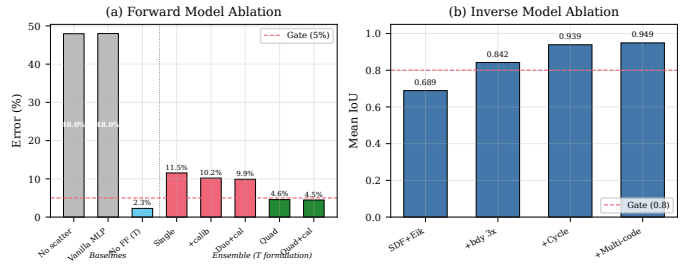 (a) Forward Model Ablation
Error (%)
50
40
30
20
10
0
Gate (5%)
48.0%
48.0%
2.3%
11.5%
10.2%
9.9%
4.6%
4.5%
No scatter
Vanilla MLP
No FF (T)
Single
+calib
Duo+cal
Quad
Quad+cal
Baselines
Ensemble (T formulation)
(b) Inverse Model Ablation
Mean IoU
1.0
0.8
0.6
0.4
0.2
0.0
0.689
0.842
0.939
0.949
Gate (0.8)
SDF+Eik
+bdy 3x
+Cycle
+Multi-code